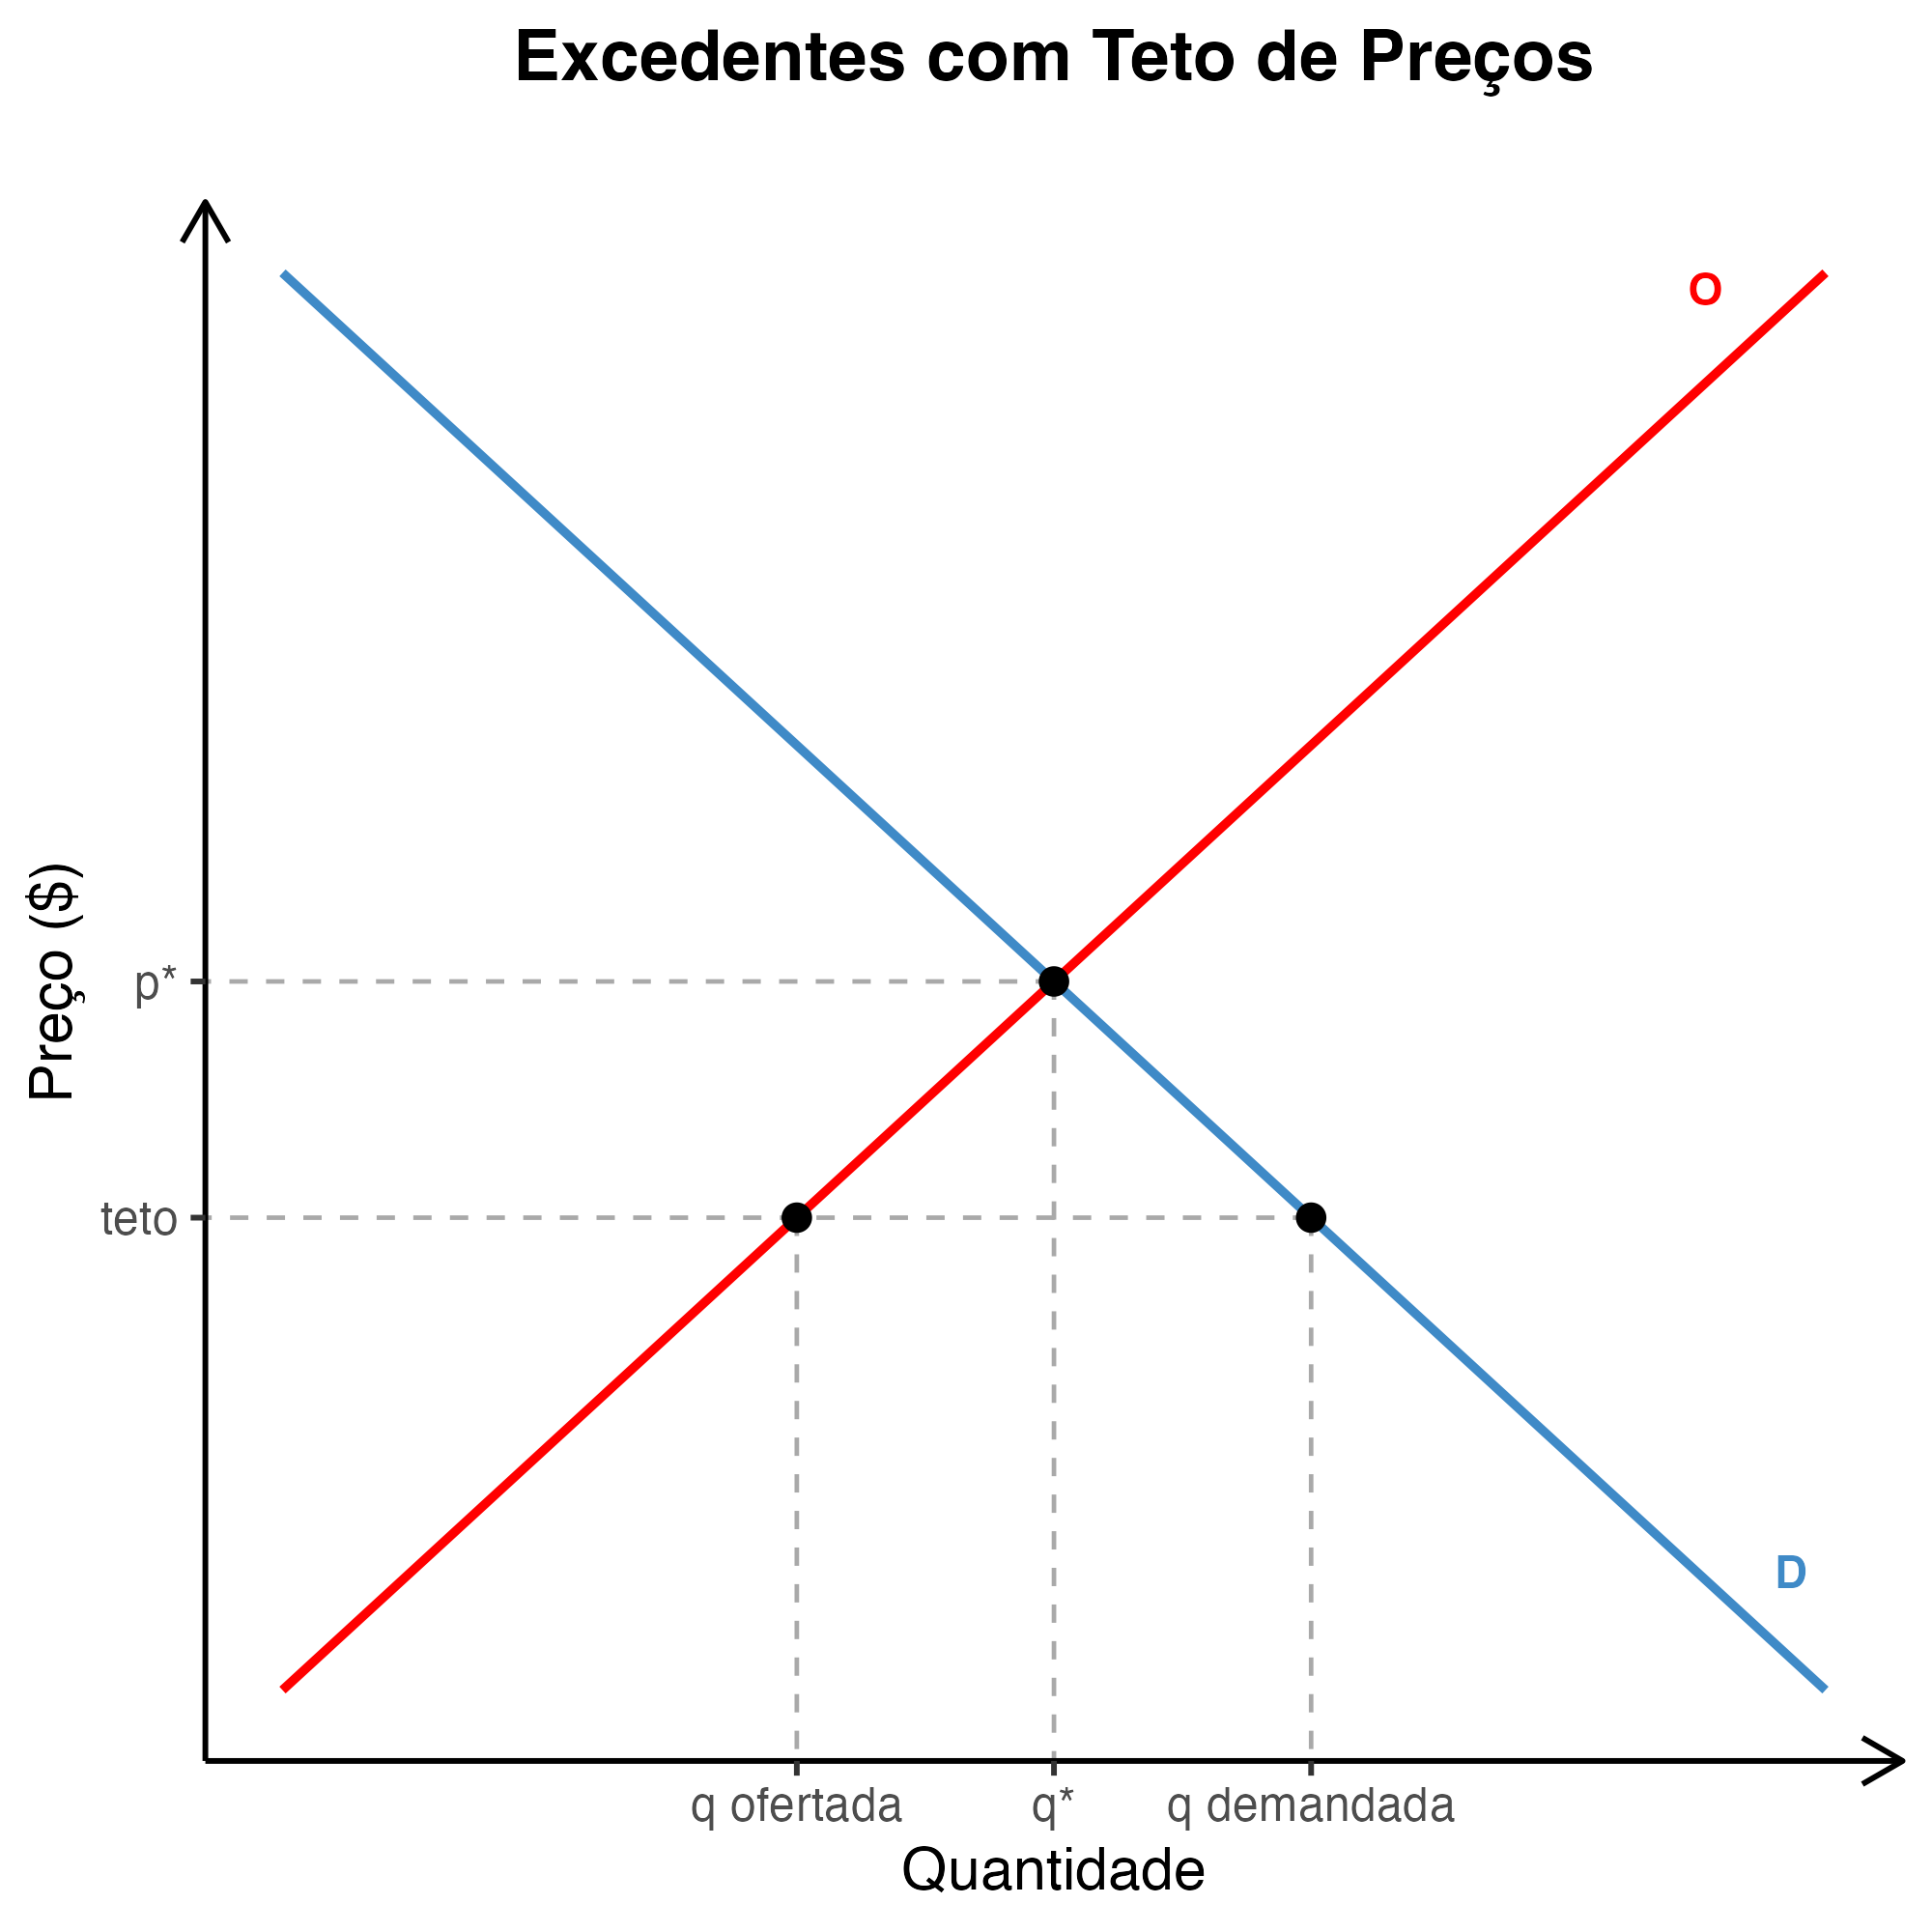 Excedentes com Teto de Preços
O
Preço ($)
p*
teto
D
q ofertada
q*
q demandada
Quantidade